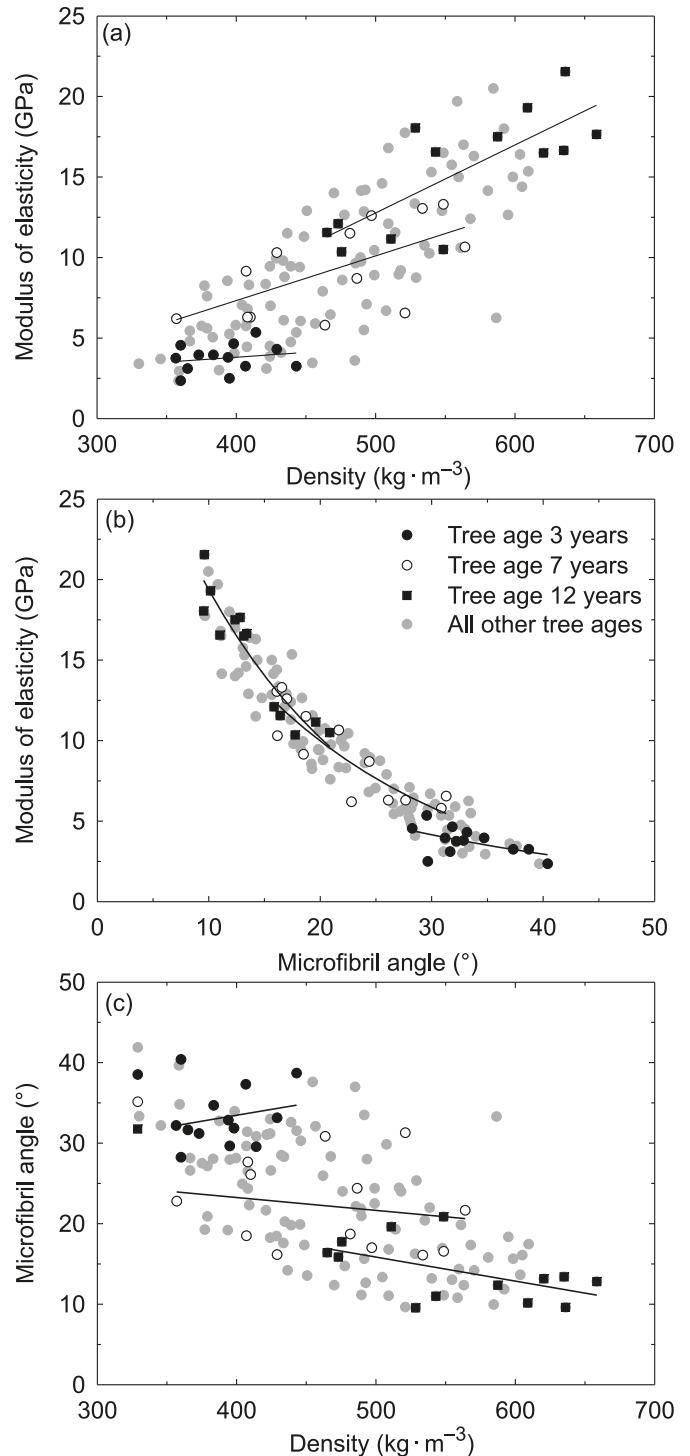 (a)
25
20
15
10
5
0
Modulus of elasticity (GPa)
300 400 500 600 700
Density (kg · m⁻³)
(b)
25
20
15
10
5
0
Modulus of elasticity (GPa)
Tree age 3 years
Tree age 7 years
Tree age 12 years
All other tree ages
0 10 20 30 40 50
Microfibril angle (°)
(c)
50
40
30
20
10
0
Microfibril angle (°)
300 400 500 600 700
Density (kg · m⁻³)